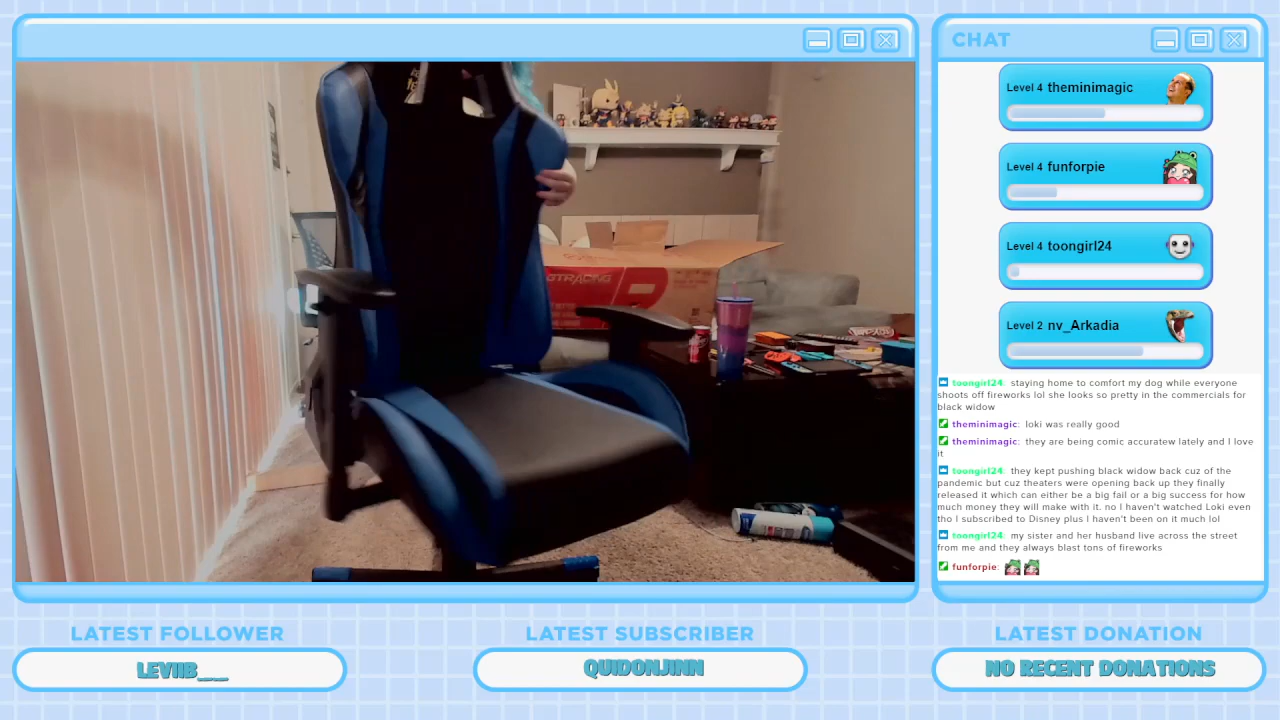 CHAT
Level 4 theminimagic
Level 4 funforpie
Level 4 toongirl24
Level 2 nv_Arkadia
GTRACING
toongirl24: staying home to comfort my dog while everyone
shoots off fireworks lol she looks so pretty in the commercials for
black widow
theminimagic: loki was really good
theminimagic: they are being comic accuratew lately and I love
it
toongirl24: they kept pushing black widow back cuz of the
pandemic but cuz theaters were opening back up they finally
released it which can either be a big fail or a big success for how
much money they will make with it. no I haven't watched Loki even
tho I subscribed to Disney plus I haven't been on it much lol
toongirl24: my sister and her husband live across the street
from me and they always blast tons of fireworks
funforpie:
LATEST FOLLOWER
LATEST SUBSCRIBER
LATEST DONATION
LEVIIB__
QUIDONJINN
NO RECENT DONATIONS